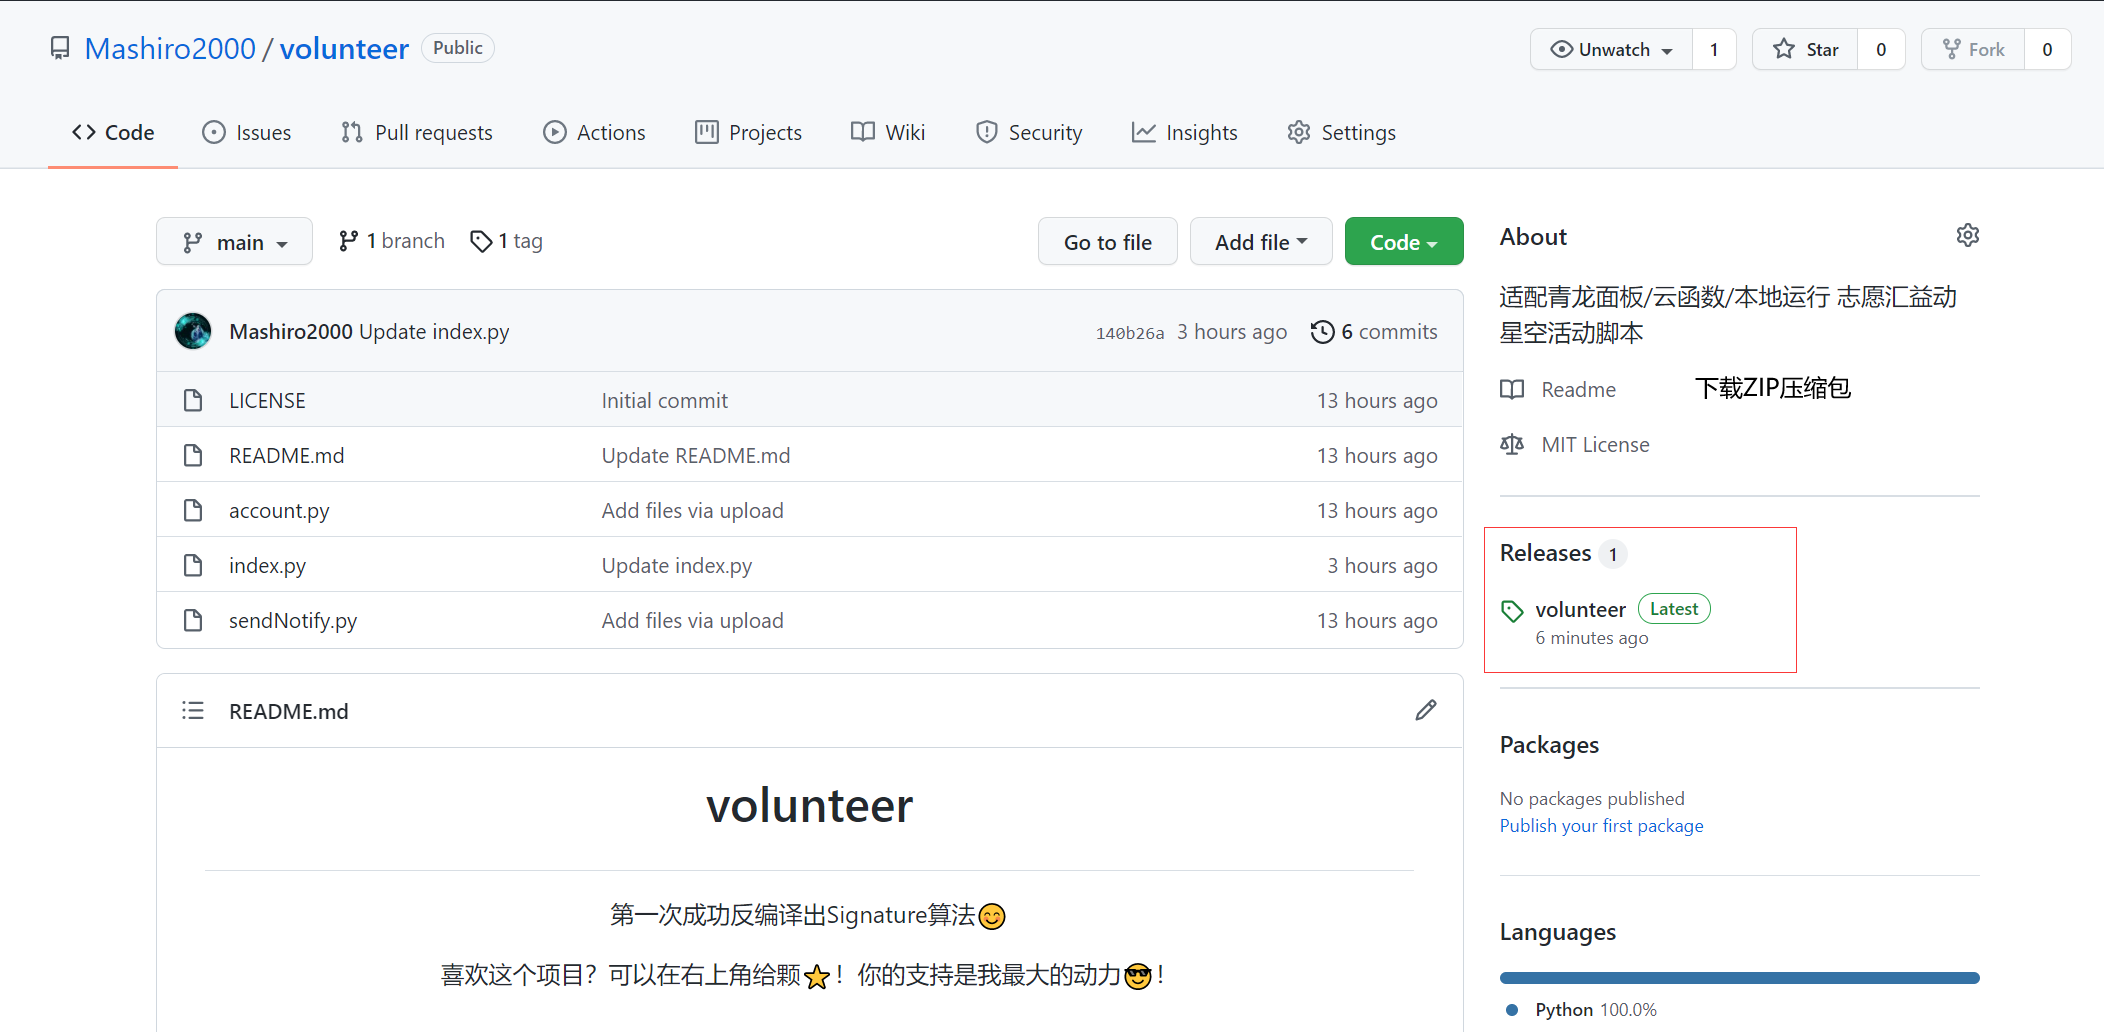 Mashiro2000 / volunteer Public
Unwatch 1 Star 0 Fork 0
Code Issues Pull requests Actions Projects Wiki Security Insights Settings
main 1 branch 1 tag Go to file Add file Code
Mashiro2000 Update index.py 140b26a 3 hours ago 6 commits
LICENSE Initial commit 13 hours ago
README.md Update README.md 13 hours ago
account.py Add files via upload 13 hours ago
index.py Update index.py 3 hours ago
sendNotify.py Add files via upload 13 hours ago
README.md
volunteer
第一次成功反编译出Signature算法😊
喜欢这个项目？可以在右上角给颗⭐！你的支持是我最大的动力😎！
About
适配青龙面板/云函数/本地运行 志愿汇益动
星空活动脚本
Readme 下载ZIP压缩包
MIT License
Releases 1
volunteer Latest
6 minutes ago
Packages
No packages published
Publish your first package
Languages
Python 100.0%